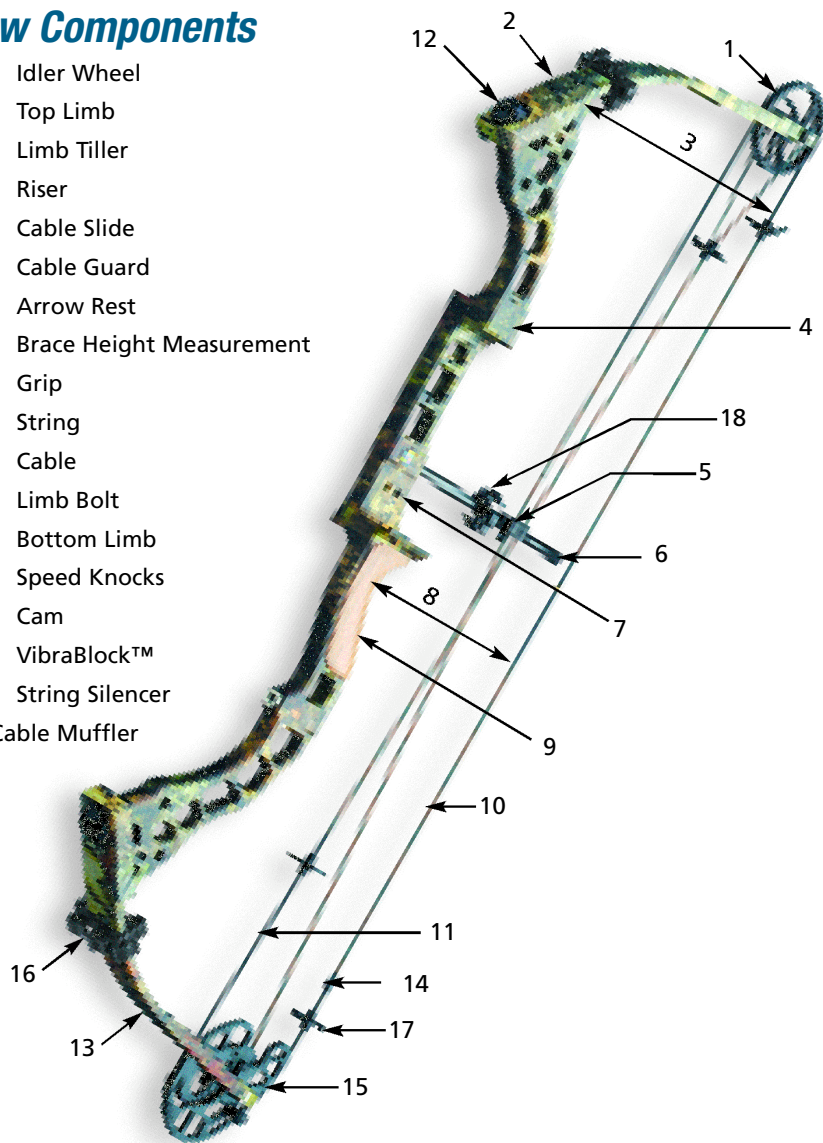 w Components
Idler Wheel
Top Limb
Limb Tiller
Riser
Cable Slide
Cable Guard
Arrow Rest
Brace Height Measurement
Grip
String
Cable
Limb Bolt
Bottom Limb
Speed Knocks
Cam
VibraBlock™
String Silencer
Cable Muffler
12
2
1
3
4
18
5
6
7
8
9
10
11
14
16
17
13
15